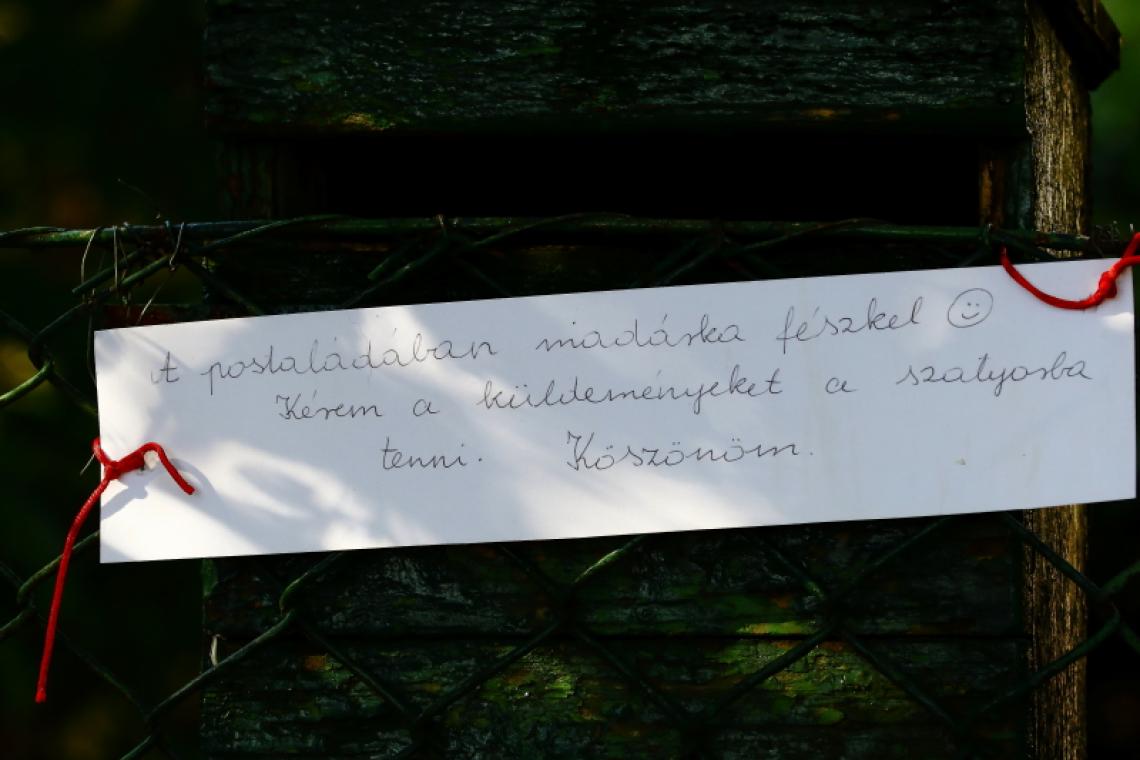 A postaládában madárka fészkel ☺
Kérem a küldeményeket a szatyorba
tenni. Köszönöm.